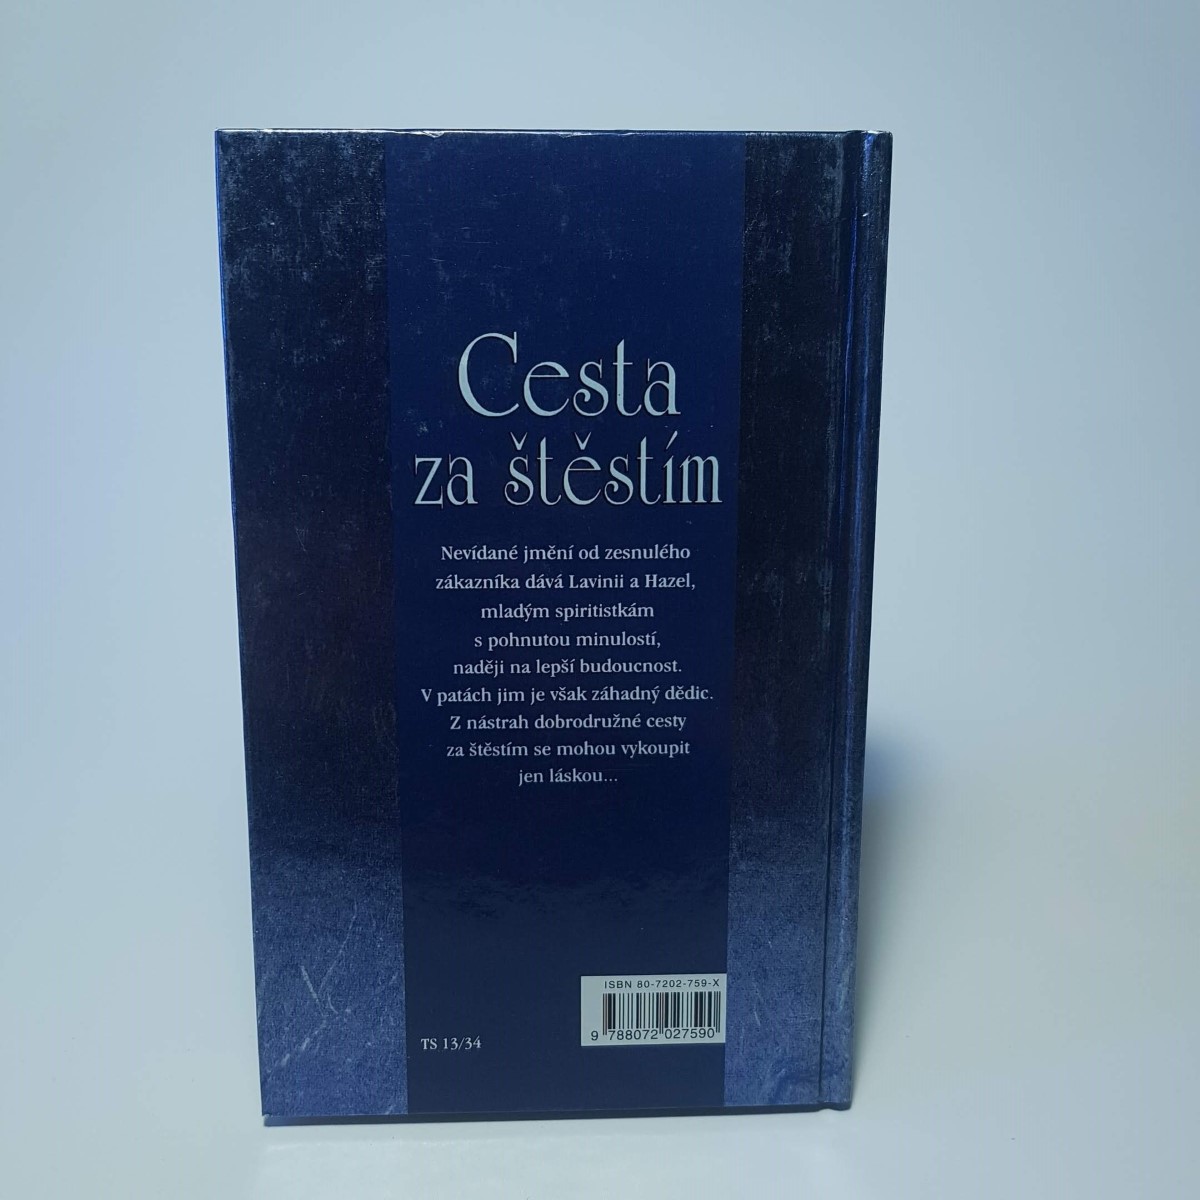 Cesta
za štěstím
Nevídané jmění od zesnulého
zákazníka dává Lavinii a Hazel,
mladým spiritistkám
s pohnutou minulostí,
naději na lepší budoucnost.
V patách jim je však záhadný dědic.
Z nástrah dobrodružné cesty
za štěstím se mohou vykoupit
jen láskou...
ISBN 80-7202-759-X
9 788072 027590
TS 13/34